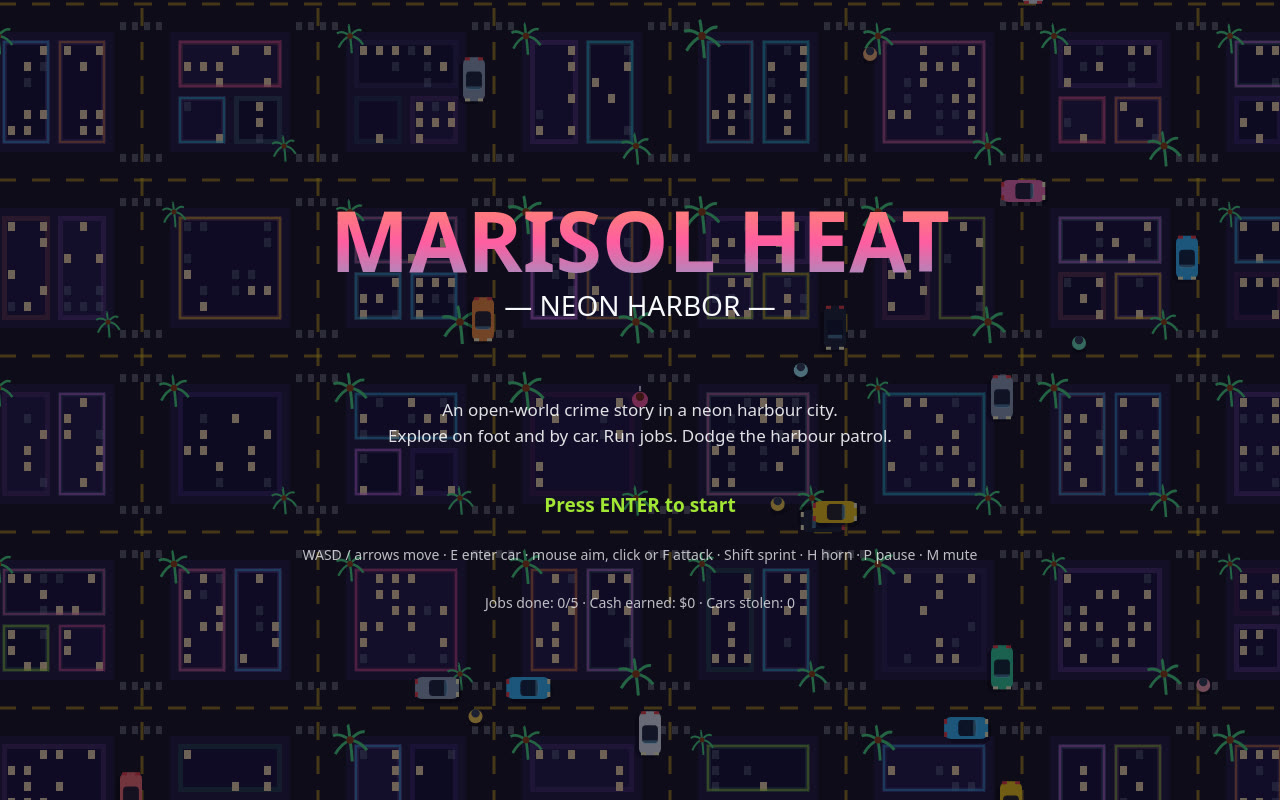 MARISOL HEAT
— NEON HARBOR —
An open-world crime story in a neon harbour city.
Explore on foot and by car. Run jobs. Dodge the harbour patrol.
Press ENTER to start
WASD / arrows move · E enter car · mouse aim, click or F attack · Shift sprint · H horn · P pause · M mute
Jobs done: 0/5 · Cash earned: $0 · Cars stolen: 0